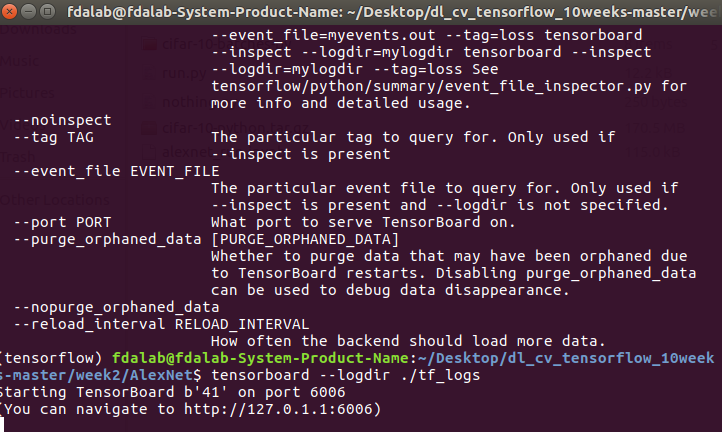 fdalab@fdalab-System-Product-Name: ~/Desktop/dl_cv_tensorflow_10weeks-master/wee
--event_file=myevents.out --tag=loss tensorboard
--inspect --logdir=mylogdir tensorboard --inspect
--logdir=mylogdir --tag=loss See
tensorflow/python/summary/event_file_inspector.py for
more info and detailed usage.
--noinspect
--tag TAG The particular tag to query for. Only used if
--inspect is present
--event_file EVENT_FILE
The particular event file to query for. Only used if
--inspect is present and --logdir is not specified.
--port PORT What port to serve TensorBoard on.
--purge_orphaned_data [PURGE_ORPHANED_DATA]
Whether to purge data that may have been orphaned due
to TensorBoard restarts. Disabling purge_orphaned_data
can be used to debug data disappearance.
--nopurge_orphaned_data
--reload_interval RELOAD_INTERVAL
How often the backend should load more data.
(tensorflow) fdalab@fdalab-System-Product-Name:~/Desktop/dl_cv_tensorflow_10week
s-master/week2/AlexNet$ tensorboard --logdir ./tf_logs
Starting TensorBoard b'41' on port 6006
(You can navigate to http://127.0.1.1:6006)